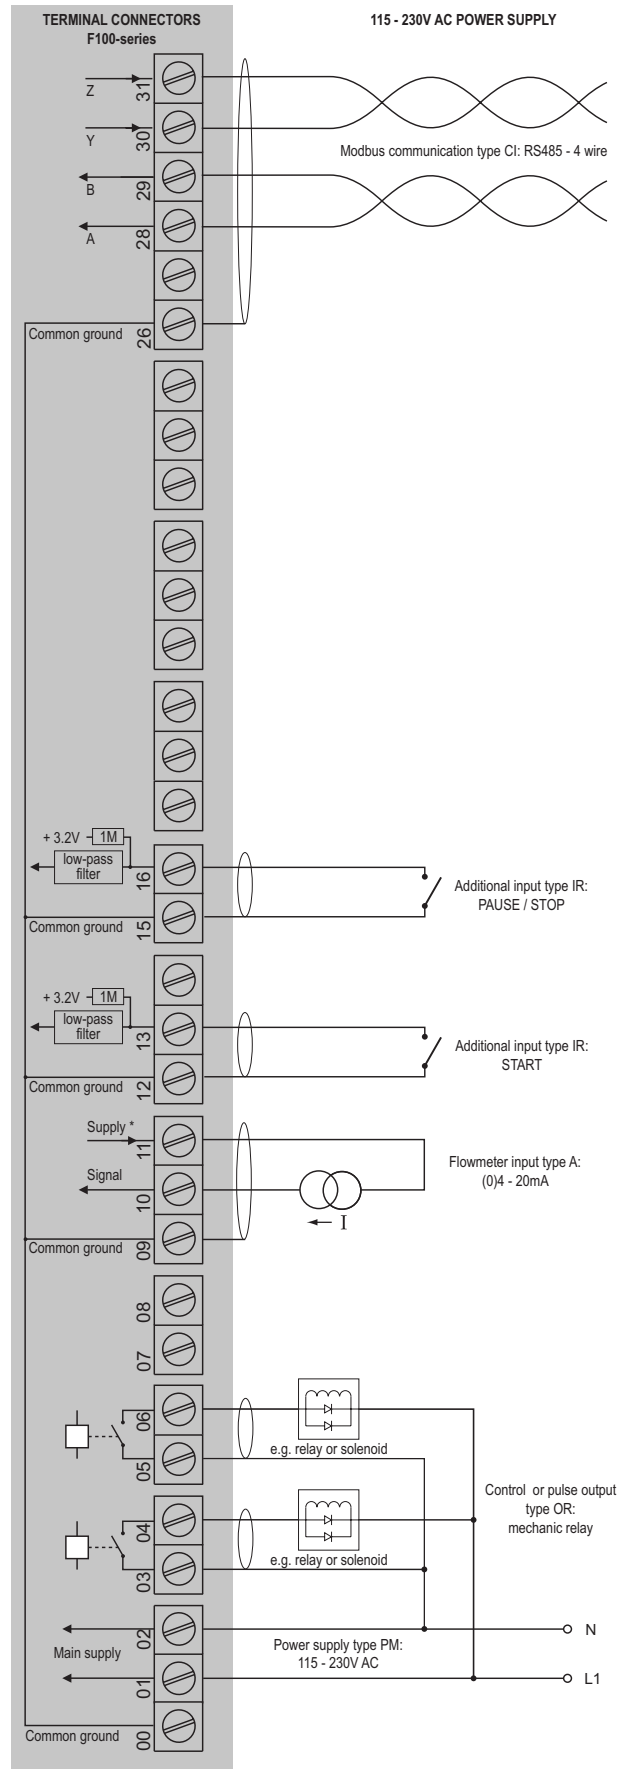 TERMINAL CONNECTORS
F100-series
115 - 230V AC POWER SUPPLY
Z
31
Y
30
Modbus communication type CI: RS485 - 4 wire
B
29
A
28
Common ground
26
+ 3.2V
1M
low-pass
filter
16
Additional input type IR:
PAUSE / STOP
Common ground
15
+ 3.2V
1M
low-pass
filter
13
Additional input type IR:
START
Common ground
12
Supply *
11
Signal
10
Flowmeter input type A:
(0)4 - 20mA
I
Common ground
09
08
07
06
e.g. relay or solenoid
05
Control or pulse output
type OR:
mechanic relay
04
e.g. relay or solenoid
03
02
N
Main supply
Power supply type PM:
115 - 230V AC
01
L1
Common ground
00